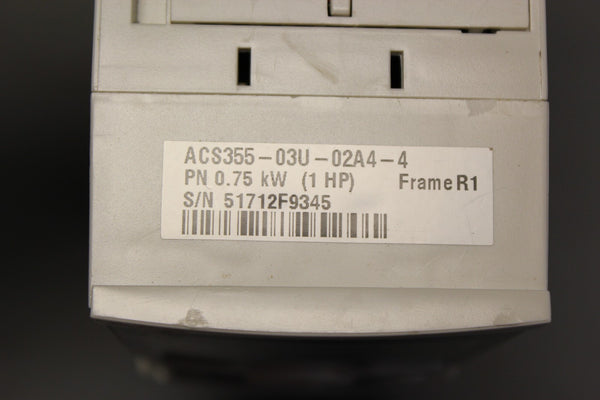 ACS355-03U-02A4-4
PN 0.75 kW (1 HP) Frame R1
S/N 51712F9345